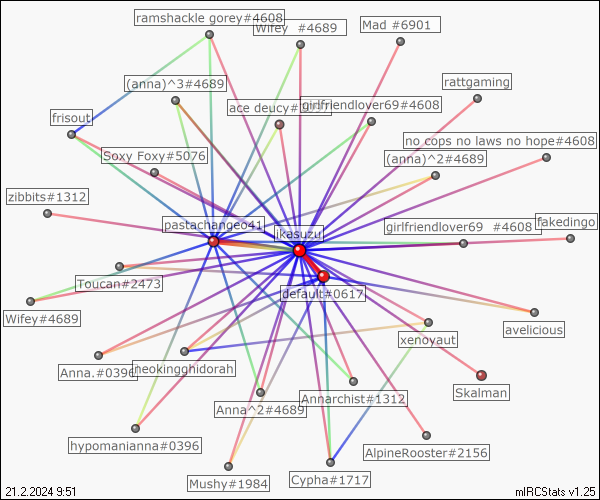 ramshackle gorey#4608
Wifey #4689
Mad #6901
(anna)^3#4689
rattgaming
ace deucy#
girlfriendlover69#4608
frisout
no cops no laws no hope#4608
Soxy Foxy#5076
(anna)^2#4689
zibbits#1312
pastachange041
ikasuzu
girlfriendlover69 #4608
fakedingo
Toucan#2473
default#0617
Wifey#4689
avelicious
xenoyaut
Anna.#0396
neokingghidorah
Skalman
Annarchist#1312
Anna^2#4689
hypomanianna#0396
AlpineRooster#2156
Mushy#1984
Cypha#1717
21.2.2024 9:51
mIRCStats v1.25